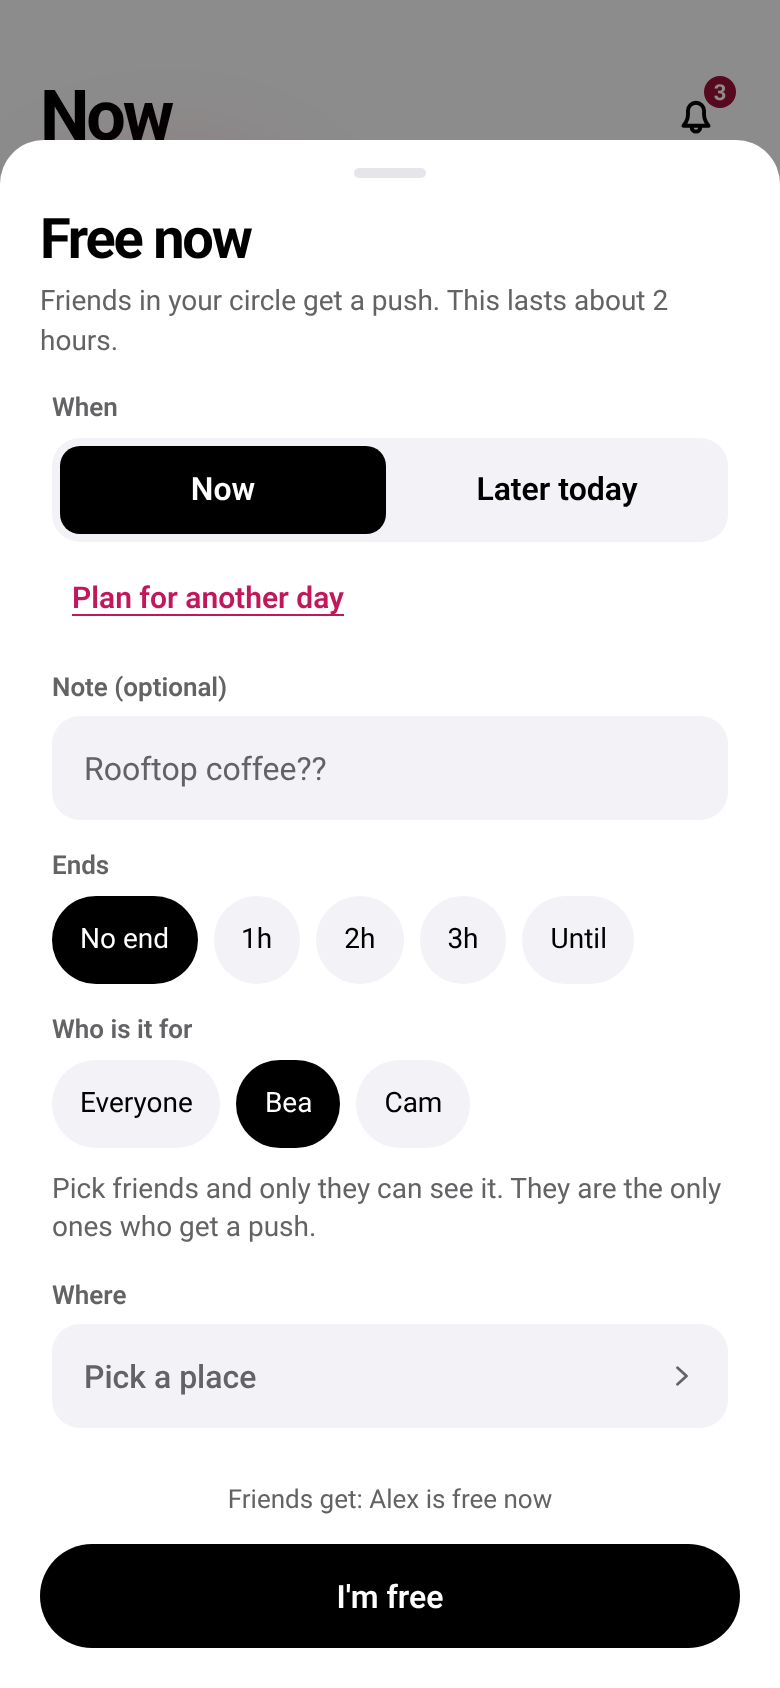 Now
3
Free now
Friends in your circle get a push. This lasts about 2
hours.
When
Now
Later today
Plan for another day
Note (optional)
Rooftop coffee??
Ends
No end
1h
2h
3h
Until
Who is it for
Everyone
Bea
Cam
Pick friends and only they can see it. They are the only
ones who get a push.
Where
Pick a place
Friends get: Alex is free now
I'm free